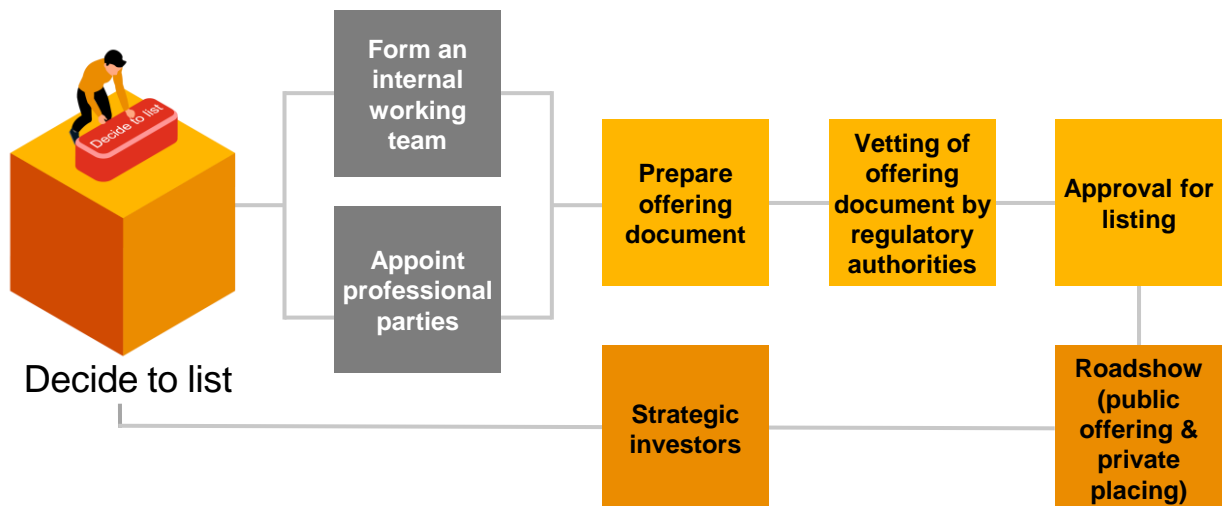 Decide to list
Decide to list
Form an
internal
working
team
Appoint
professional
parties
Prepare
offering
document
Vetting of
offering
document by
regulatory
authorities
Approval for
listing
Strategic
investors
Roadshow
(public
offering &
private
placing)